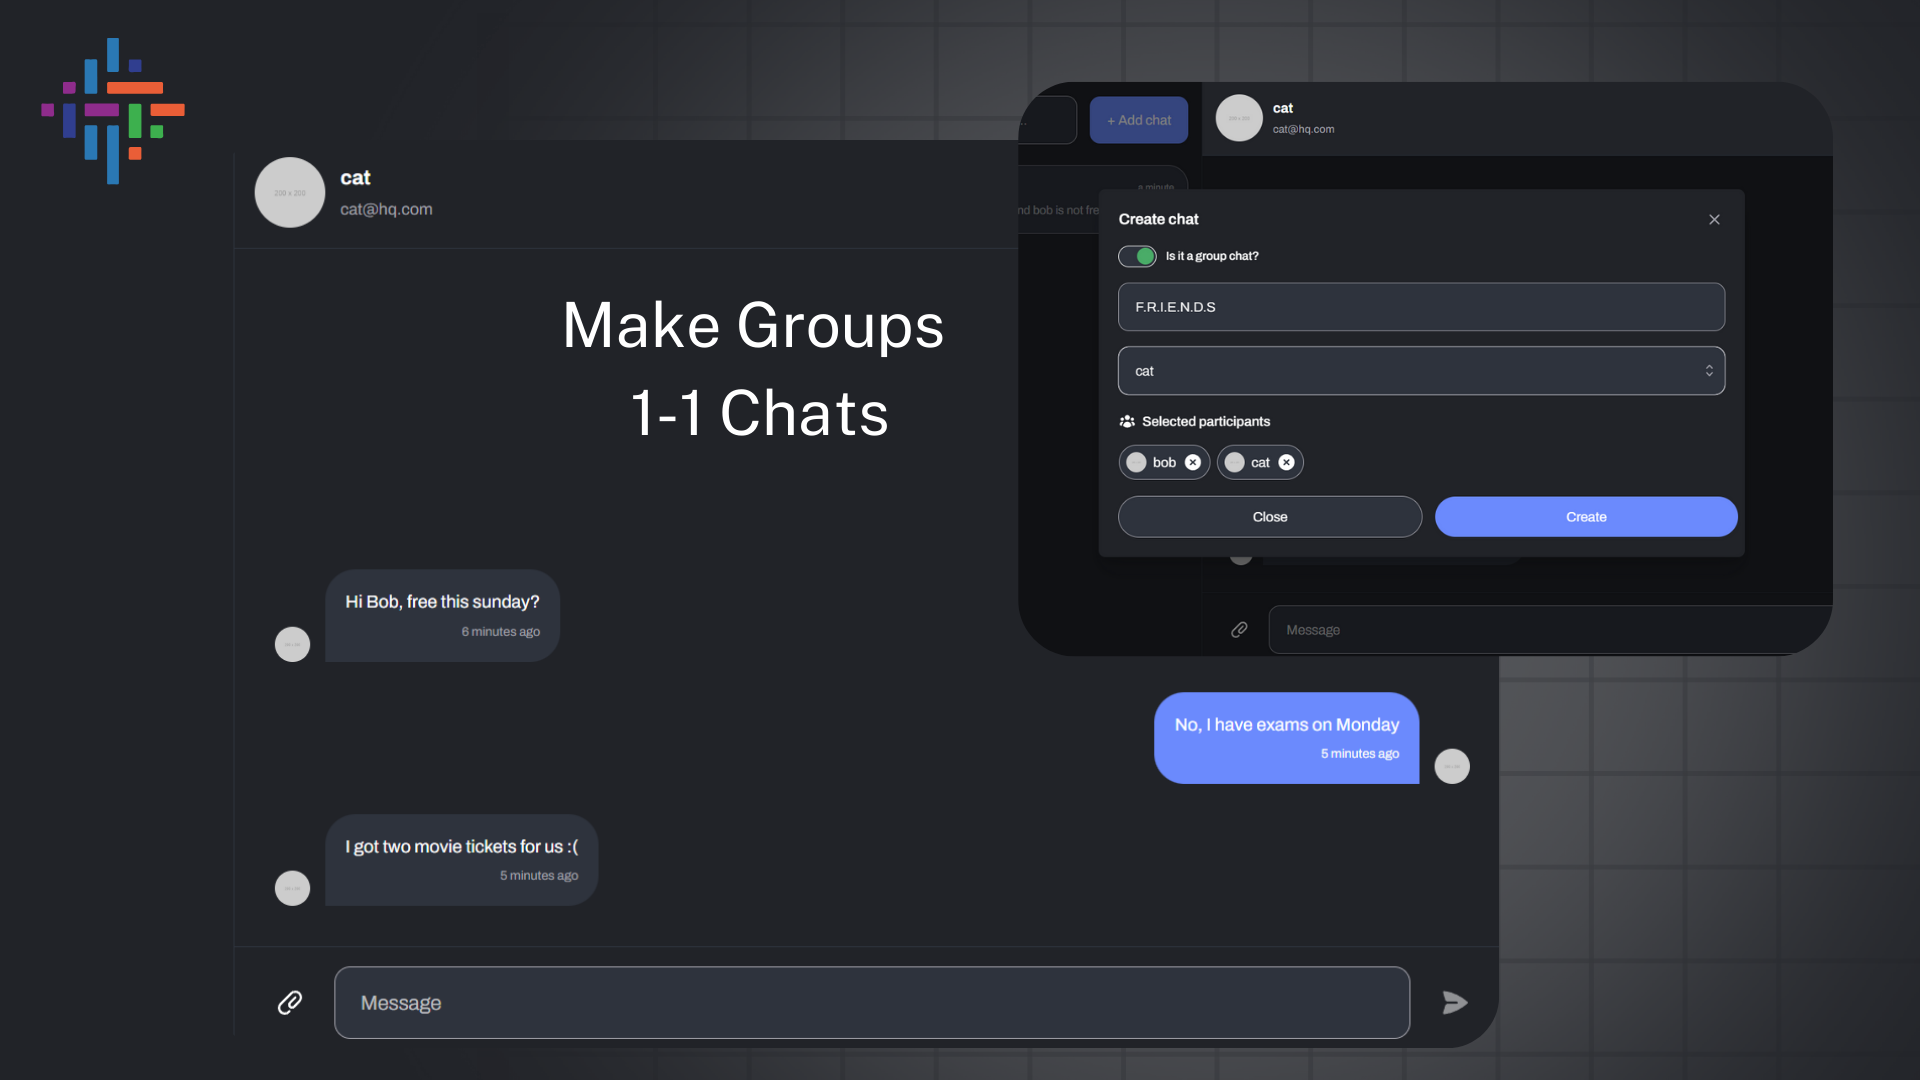 cat
cat@hq.com
200 x 200
Make Groups
1-1 Chats
Hi Bob, free this sunday?
6 minutes ago
No, I have exams on Monday
5 minutes ago
I got two movie tickets for us :(
5 minutes ago
Message
+ Add chat
cat
cat@hq.com
a minute
bob is not
Create chat
Is it a group chat?
F.R.I.E.N.D.S
cat
Selected participants
bob
cat
Close
Create
Message